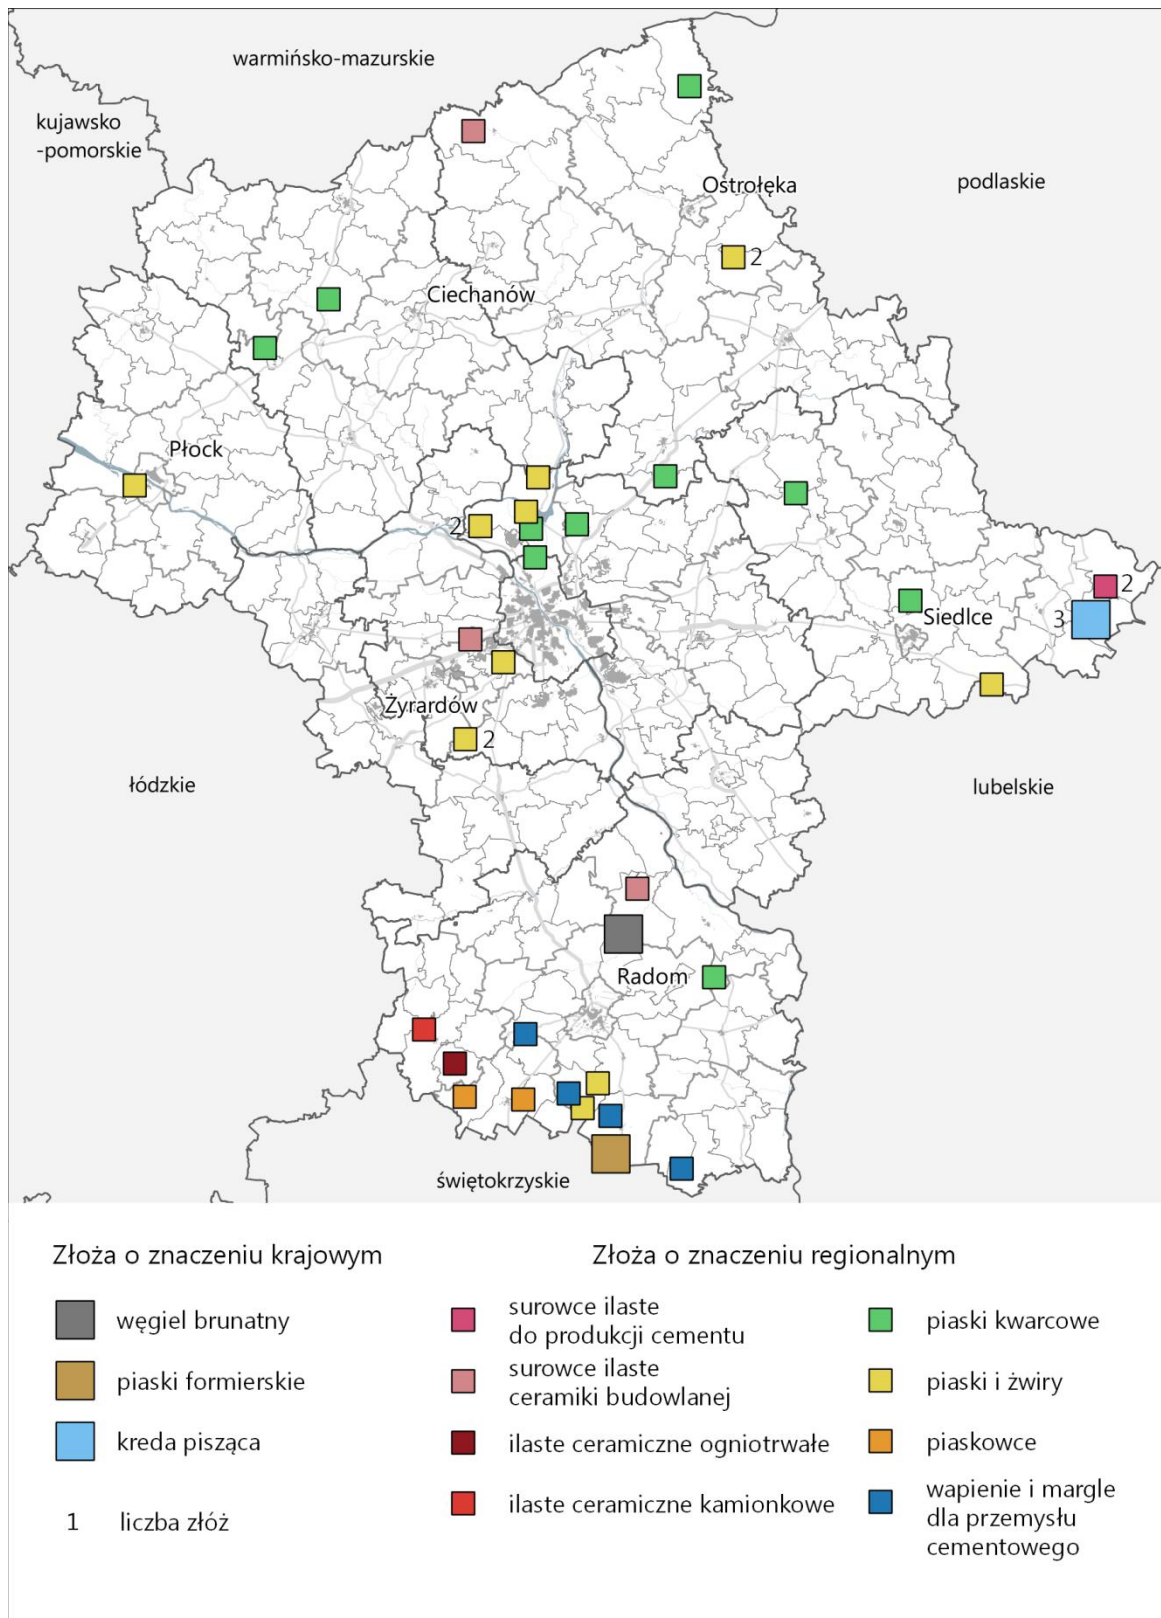 warmińsko-mazurskie
kujawsko
-pomorskie
podlaskie
Ostrołęka
2
Ciechanów
Płock
2
2
3
Siedlce
Żyrardów
2
łódzkie
lubelskie
Radom
świętokrzyskie
Złoża o znaczeniu krajowym
węgiel brunatny
piaski formierskie
kreda pisząca
1 liczba złóż
Złoża o znaczeniu regionalnym
surowce ilaste
do produkcji cementu
surowce ilaste
ceramiki budowlanej
ilaste ceramiczne ogniotrwałe
ilaste ceramiczne kamionkowe
piaski kwarcowe
piaski i żwiry
piaskowce
wapienie i margle
dla przemysłu
cementowego